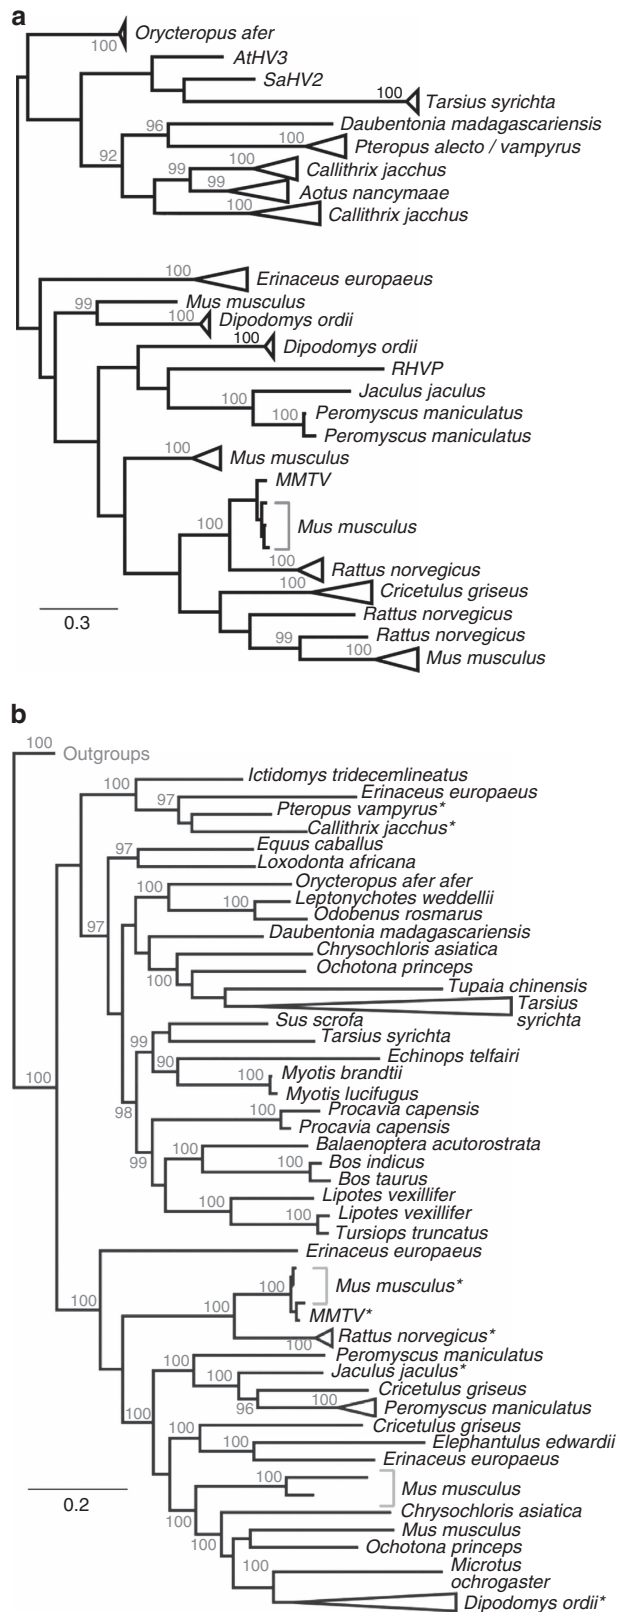 a
Orycteropus afer
100
AtHV3
SaHV2
100
Tarsius syrichta
96
Daubentonia madagascariensis
100
Pteropus alecto / vampyrus
92
100
Callithrix jacchus
99
99
Aotus nancymaae
100
Callithrix jacchus
100
Erinaceus europaeus
99
Mus musculus
100
Dipodomys ordii
100
Dipodomys ordii
RHVP
100
Jaculus jaculus
100
Peromyscus maniculatus
Peromyscus maniculatus
100
Mus musculus
MMTV
100
Mus musculus
100
Rattus norvegicus
100
Cricetulus griseus
Rattus norvegicus
99
Rattus norvegicus
100
Mus musculus
0.3
b
100
Outgroups
100
Ictidomys tridecemlineatus
97
Erinaceus europaeus
Pteropus vampyrus*
Callithrix jacchus*
97
Equus caballus
Loxodonta africana
100
Orycteropus afer afer
100
Leptonychotes weddellii
Odobenus rosmarus
97
Daubentonia madagascariensis
Chrysochloris asiatica
100
Ochotona princeps
Tupaia chinensis
Tarsius
syrichta
99
Sus scrofa
Tarsius syrichta
90
Echinops telfairi
100
Myotis brandtii
Myotis lucifugus
100
98
100
Procavia capensis
Procavia capensis
99
100
Balaenoptera acutorostrata
100
Bos indicus
Bos taurus
100
Lipotes vexillifer
100
Lipotes vexillifer
Tursiops truncatus
Erinaceus europaeus
100
100
100
Mus musculus*
MMTV*
100
Rattus norvegicus*
100
Peromyscus maniculatus
Jaculus jaculus*
100
Cricetulus griseus
96
100
Peromyscus maniculatus
100
100
Cricetulus griseus
100
Elephantulus edwardii
Erinaceus europaeus
100
Mus musculus
100
Chrysochloris asiatica
100
Mus musculus
Ochotona princeps
100
Microtus
ochrogaster
Dipodomys ordii*
0.2